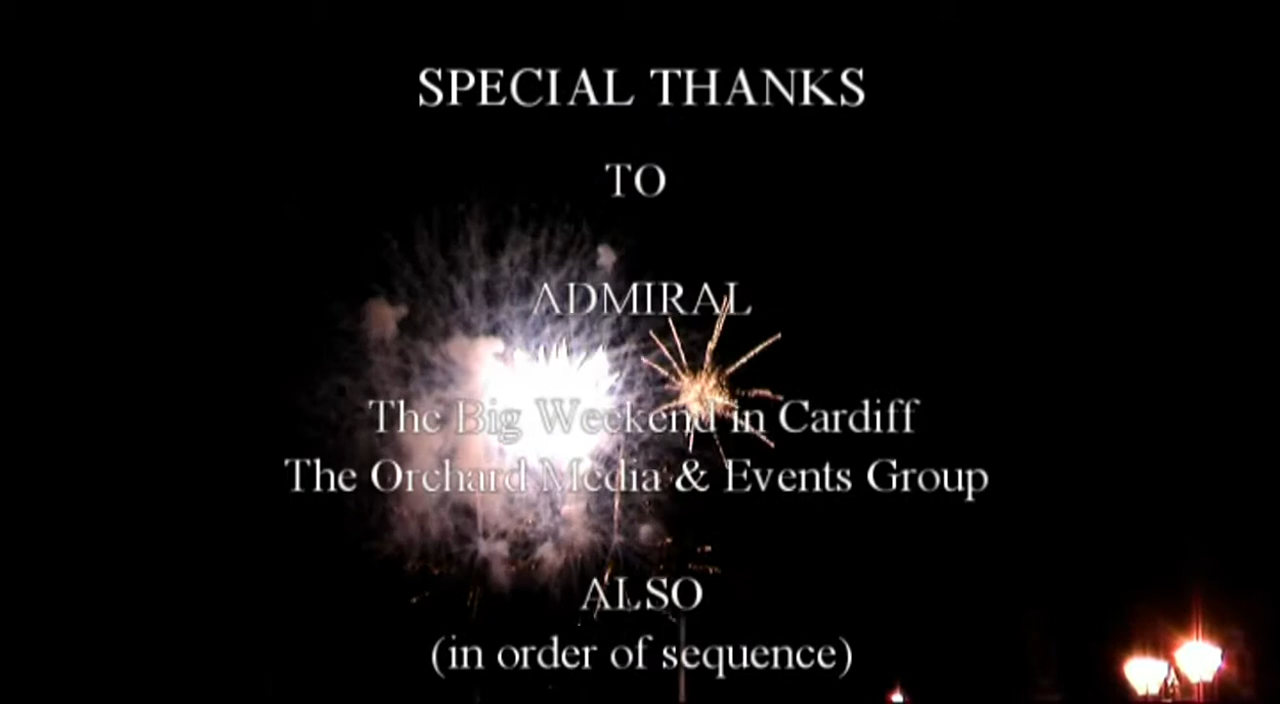 SPECIAL THANKS
TO
ADMIRAL
The Big Weekend in Cardiff
The Orchard Media & Events Group
ALSO
(in order of sequence)